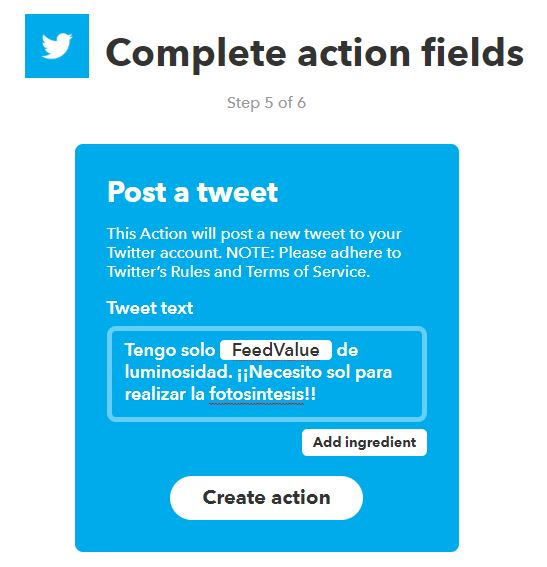 Complete action fields
Step 5 of 6
Post a tweet
This Action will post a new tweet to your
Twitter account. NOTE: Please adhere to
Twitter's Rules and Terms of Service.
Tweet text
Tengo solo FeedValue de
luminosidad. ¡¡Necesito sol para
realizar la fotosintesis!!
Add ingredient
Create action